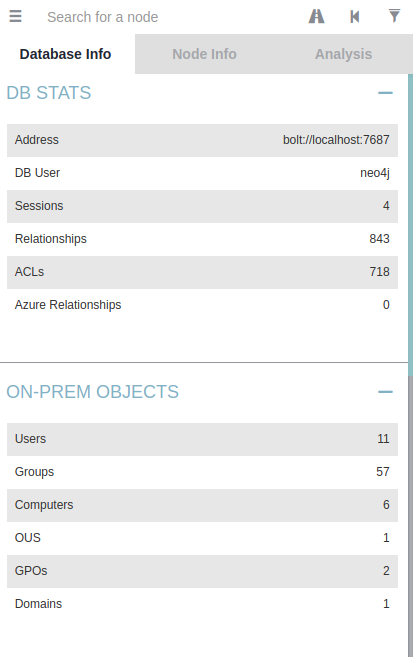 Search for a node
Database Info Node Info Analysis
DB STATS
Address bolt://localhost:7687
DB User neo4j
Sessions 4
Relationships 843
ACLs 718
Azure Relationships 0
ON-PREM OBJECTS
Users 11
Groups 57
Computers 6
OUS 1
GPOs 2
Domains 1